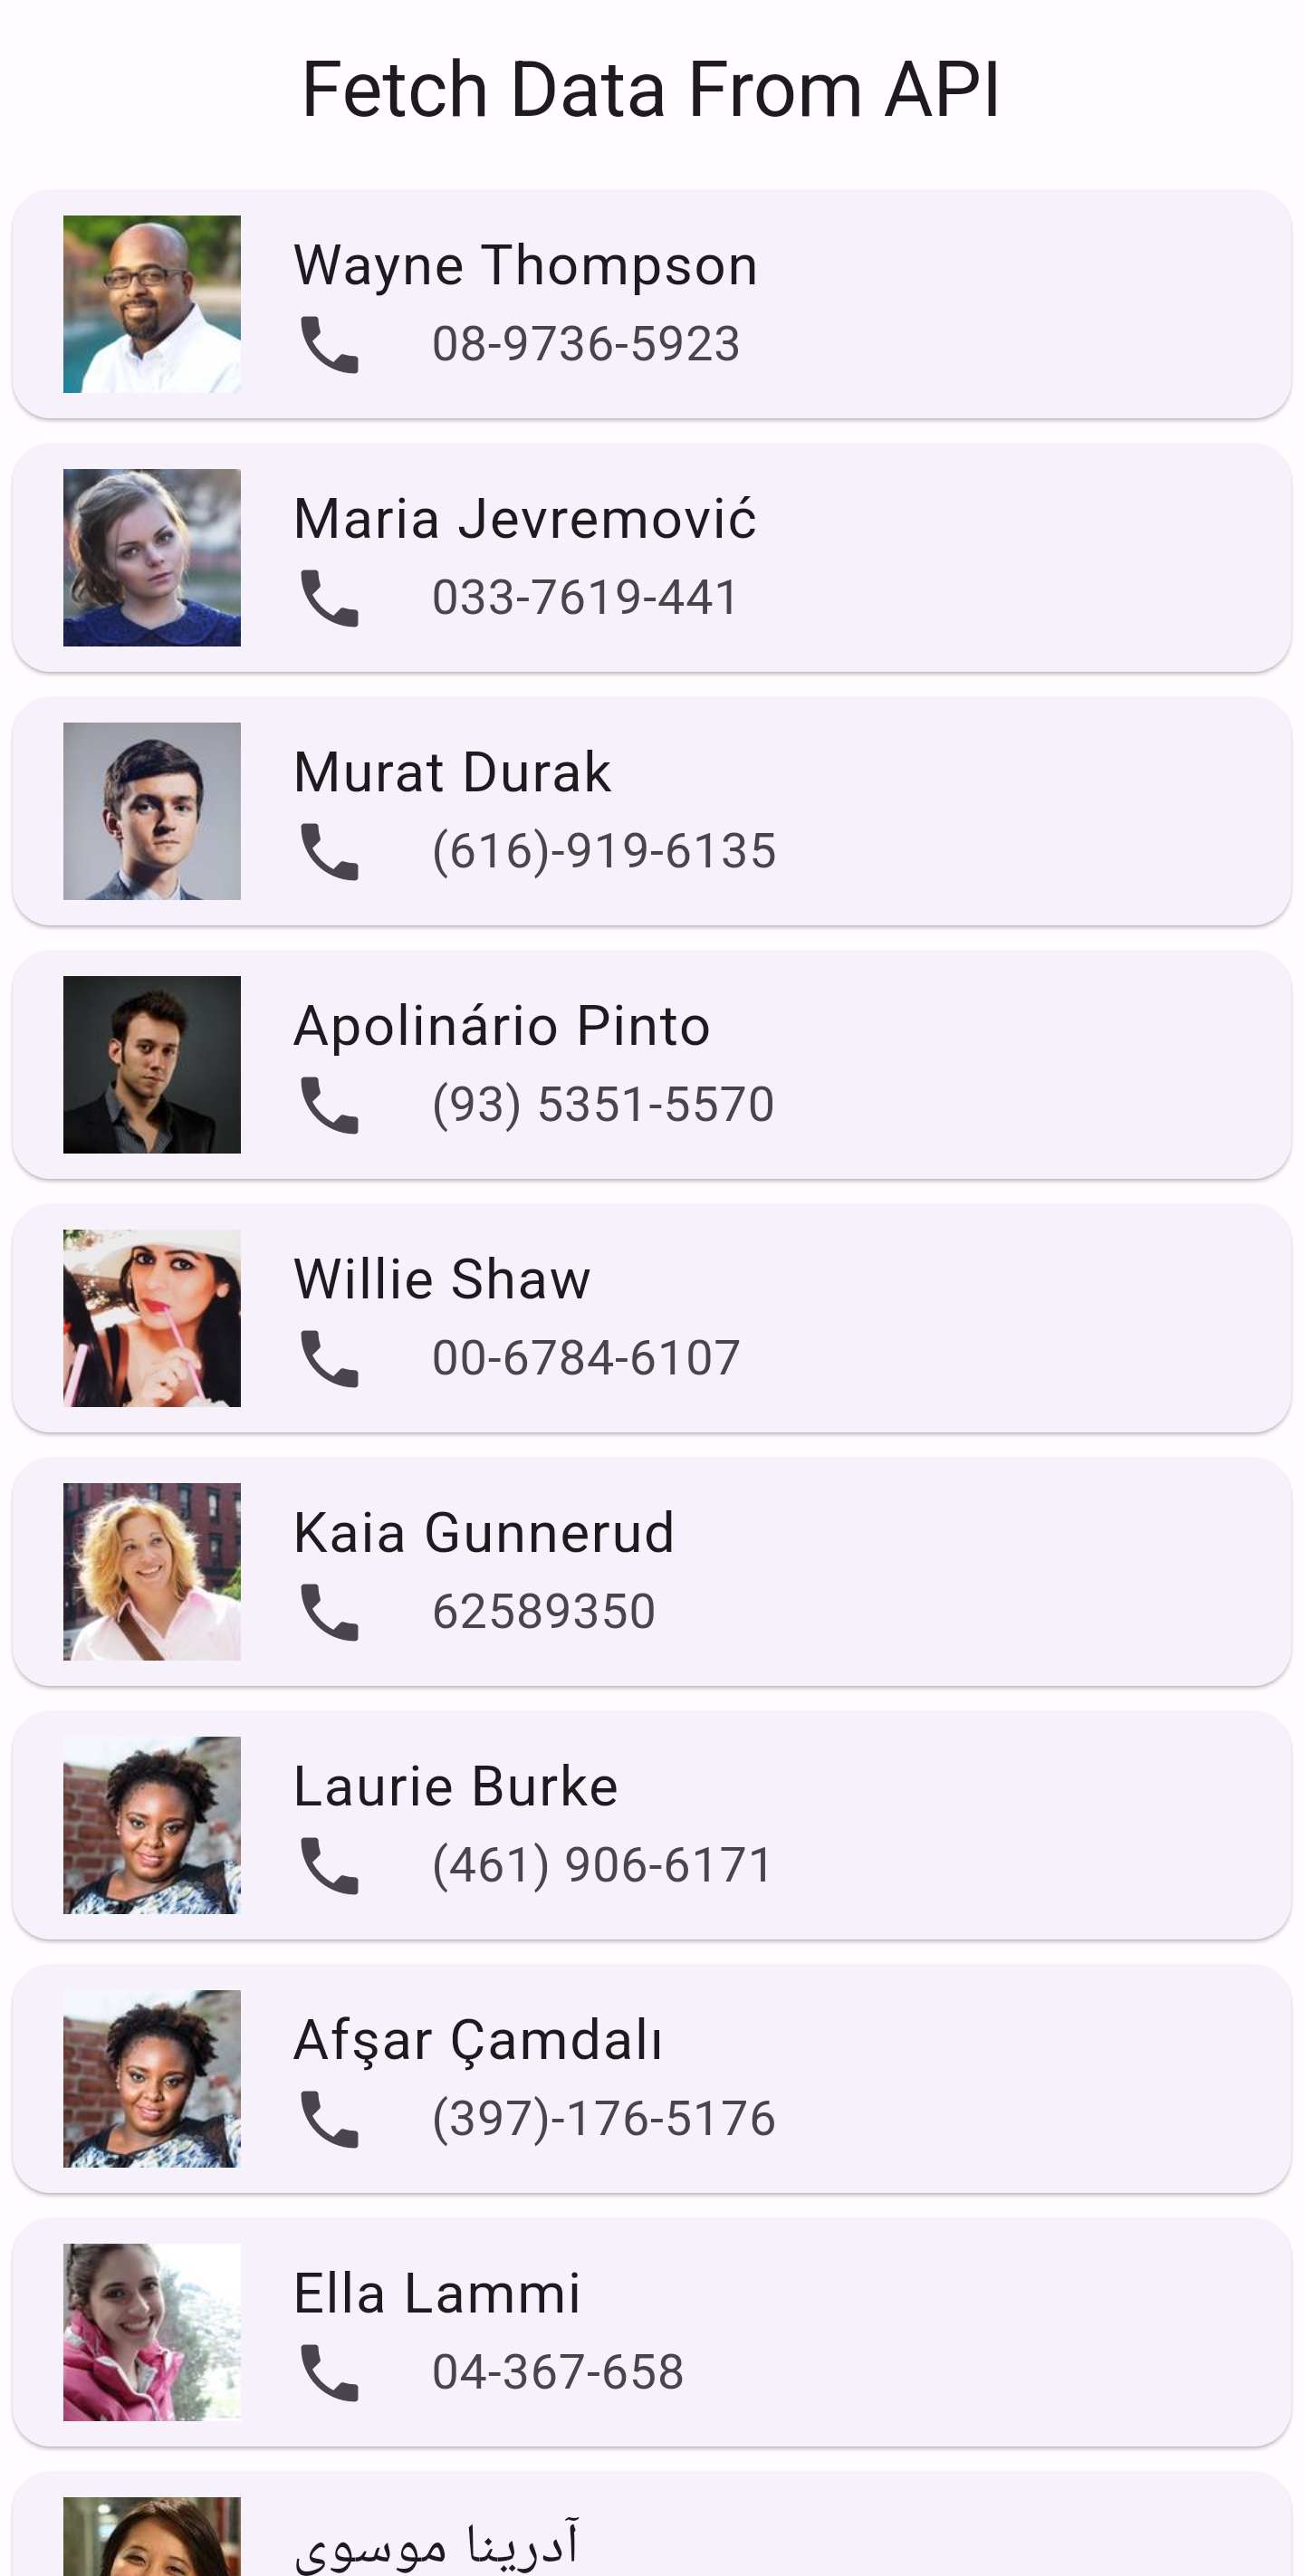 Fetch Data From API
Wayne Thompson
08-9736-5923
Maria Jevremović
033-7619-441
Murat Durak
(616)-919-6135
Apolinário Pinto
(93) 5351-5570
Willie Shaw
00-6784-6107
Kaia Gunnerud
62589350
Laurie Burke
(461) 906-6171
Afşar Çamdalı
(397)-176-5176
Ella Lammi
04-367-658
آدرینا موسوی